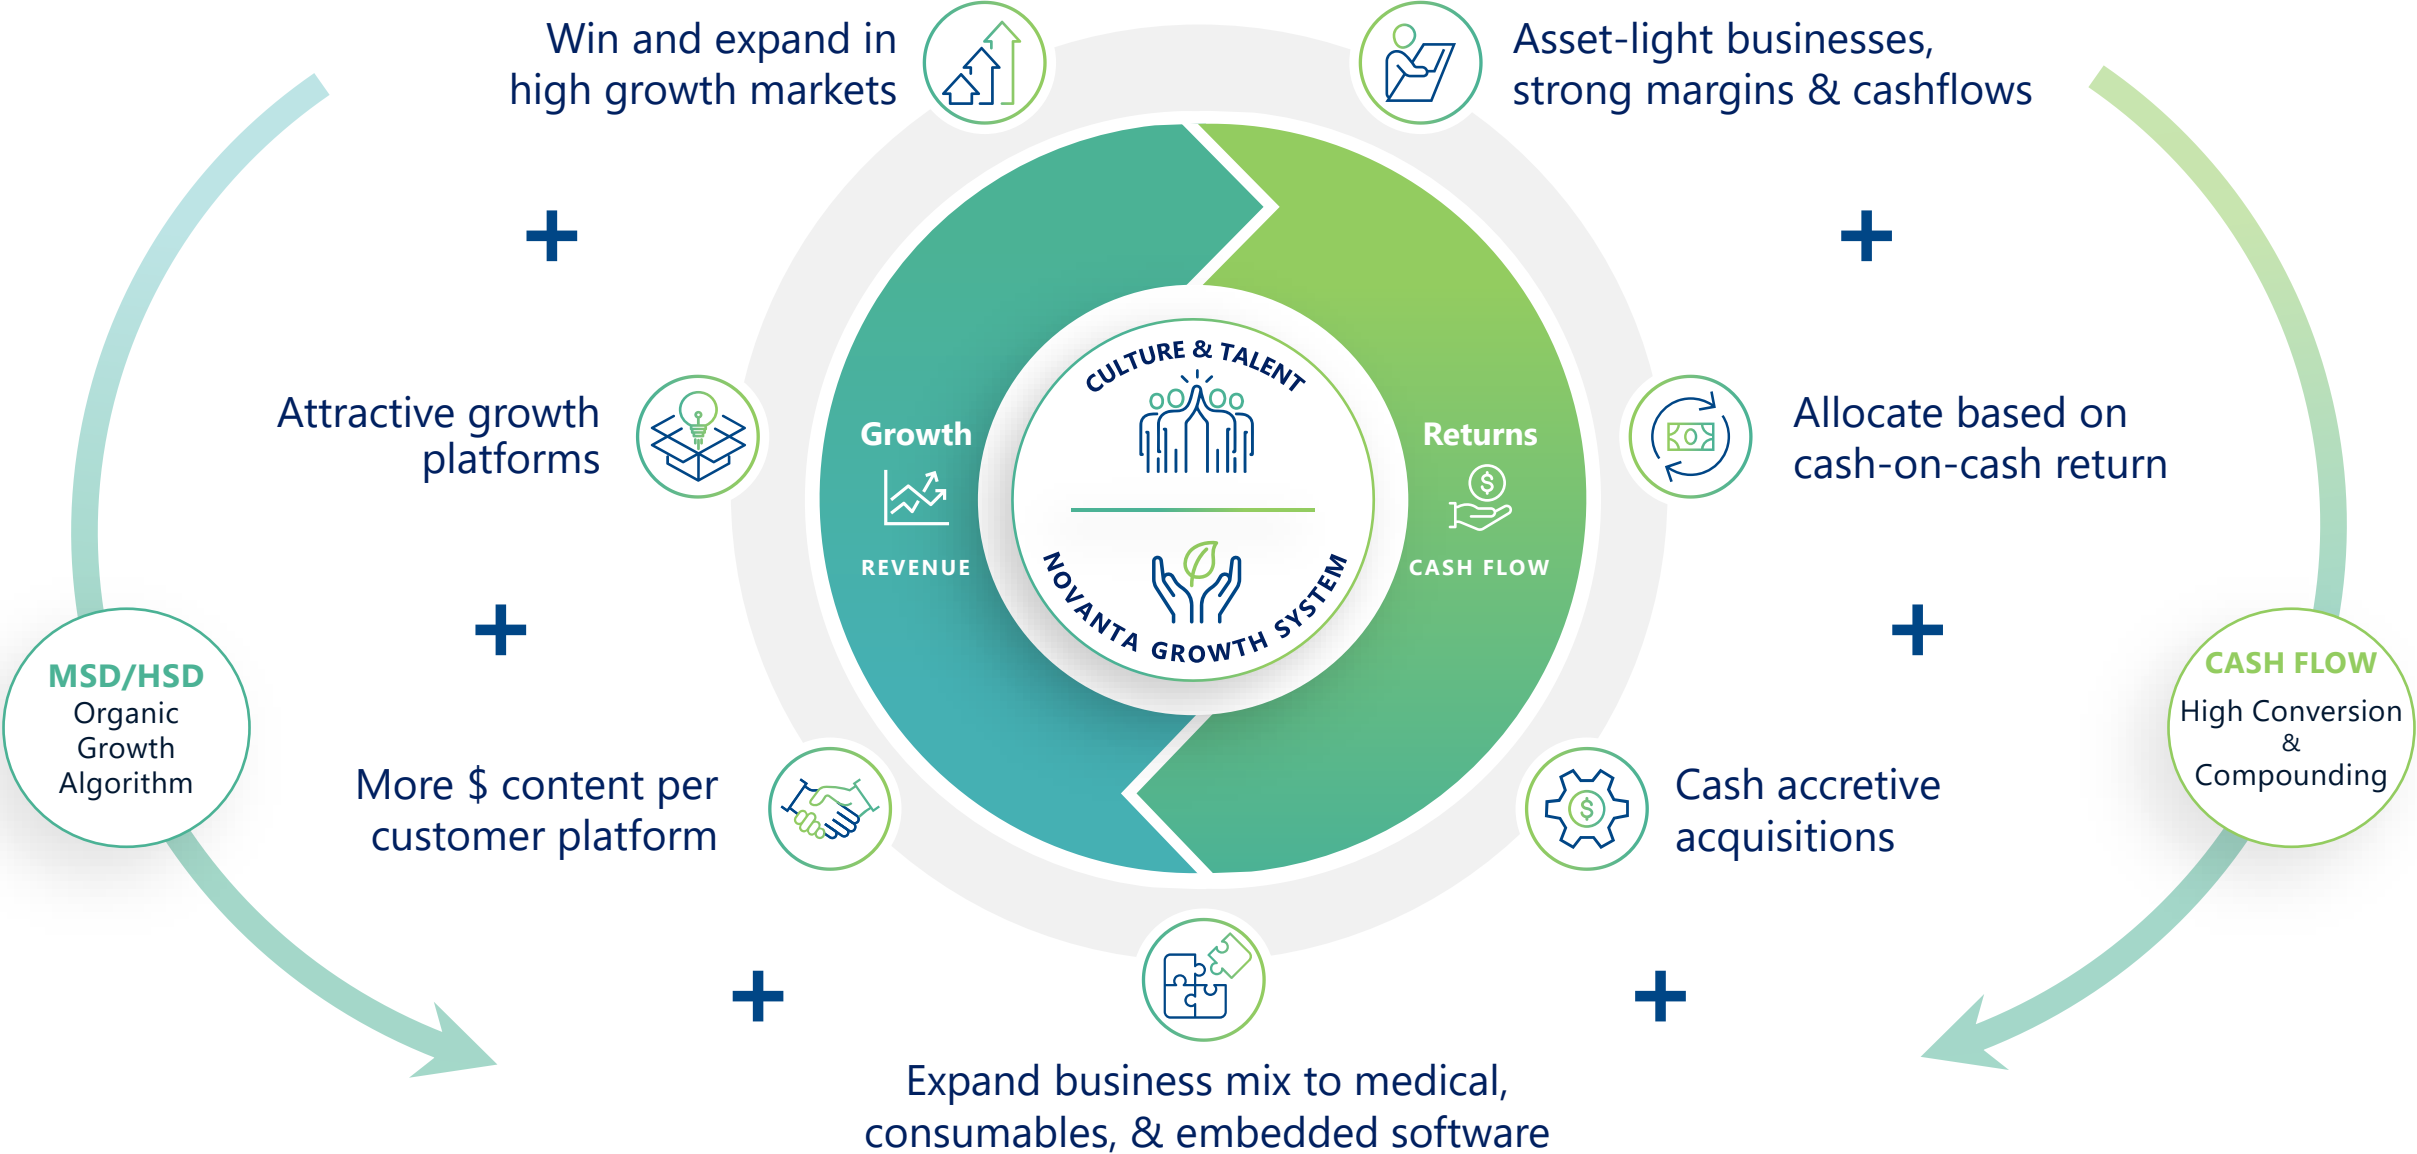 Win and expand in
high growth markets
Asset-light businesses,
strong margins & cashflows
Attractive growth
platforms
Growth
REVENUE
CULTURE & TALENT
NOVANTA GROWTH SYSTEM
Returns
CASH FLOW
Allocate based on
cash-on-cash return
MSD/HSD
Organic
Growth
Algorithm
CASH FLOW
High Conversion
&
Compounding
More $ content per
customer platform
Cash accretive
acquisitions
Expand business mix to medical,
consumables, & embedded software